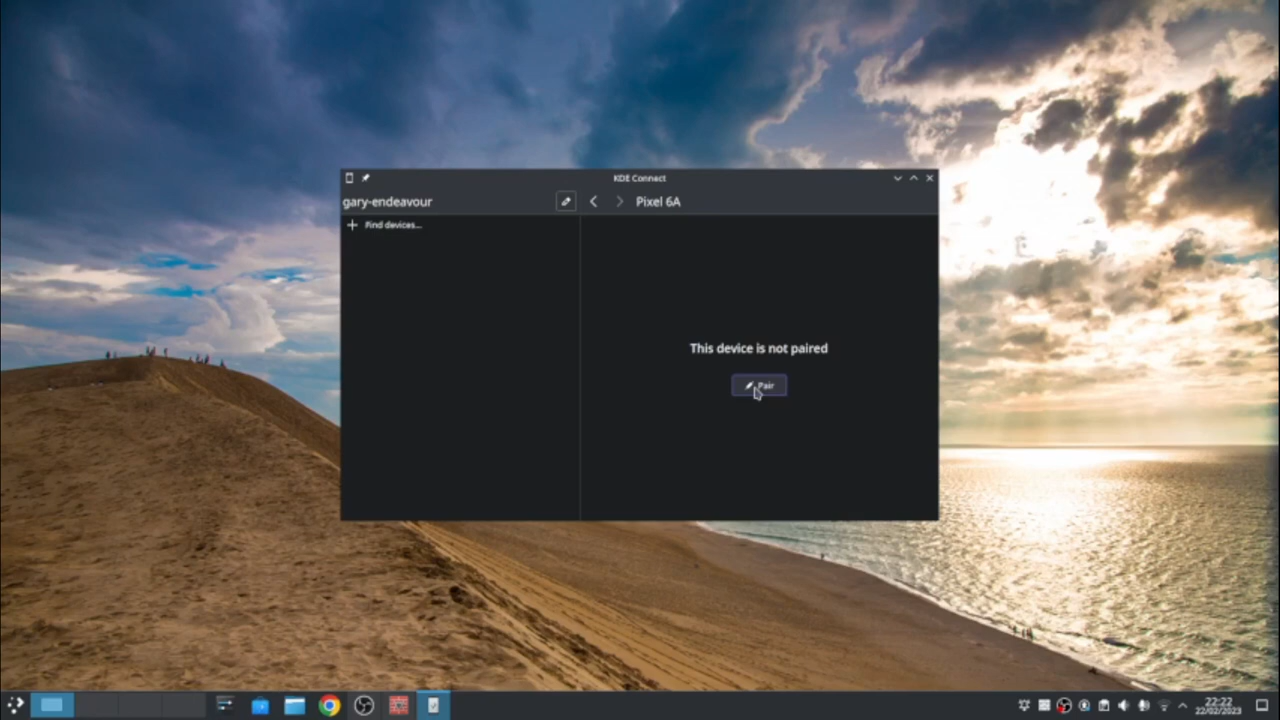 KDE Connect
gary-endeavour
Pixel 6A
Find devices...
This device is not paired
Pair
22:22
22/02/2023